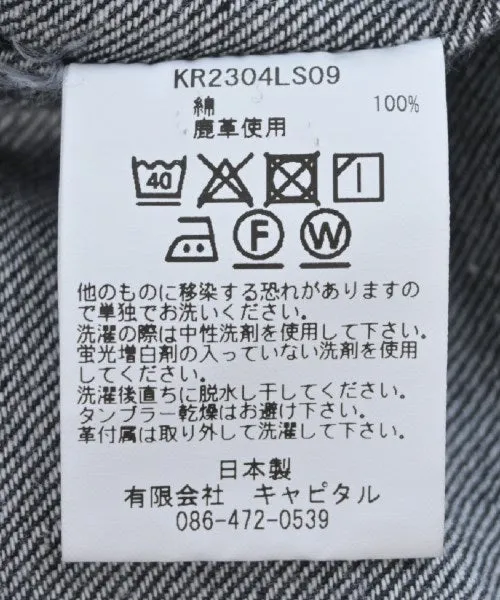 KR2304LS09
綿 100%
鹿革使用
40
F W
他のものに移染する恐れがありますの
で単独でお洗いください。
洗濯の際は中性洗剤を使用して下さい。
蛍光増白剤の入っていない洗剤を使用
してください。
洗濯後直ちに脱水し干してください。
タンブラー乾燥はお避け下さい。
革付属は取り外して洗濯して下さい。
日本製
有限会社 キャピタル
086-472-0539